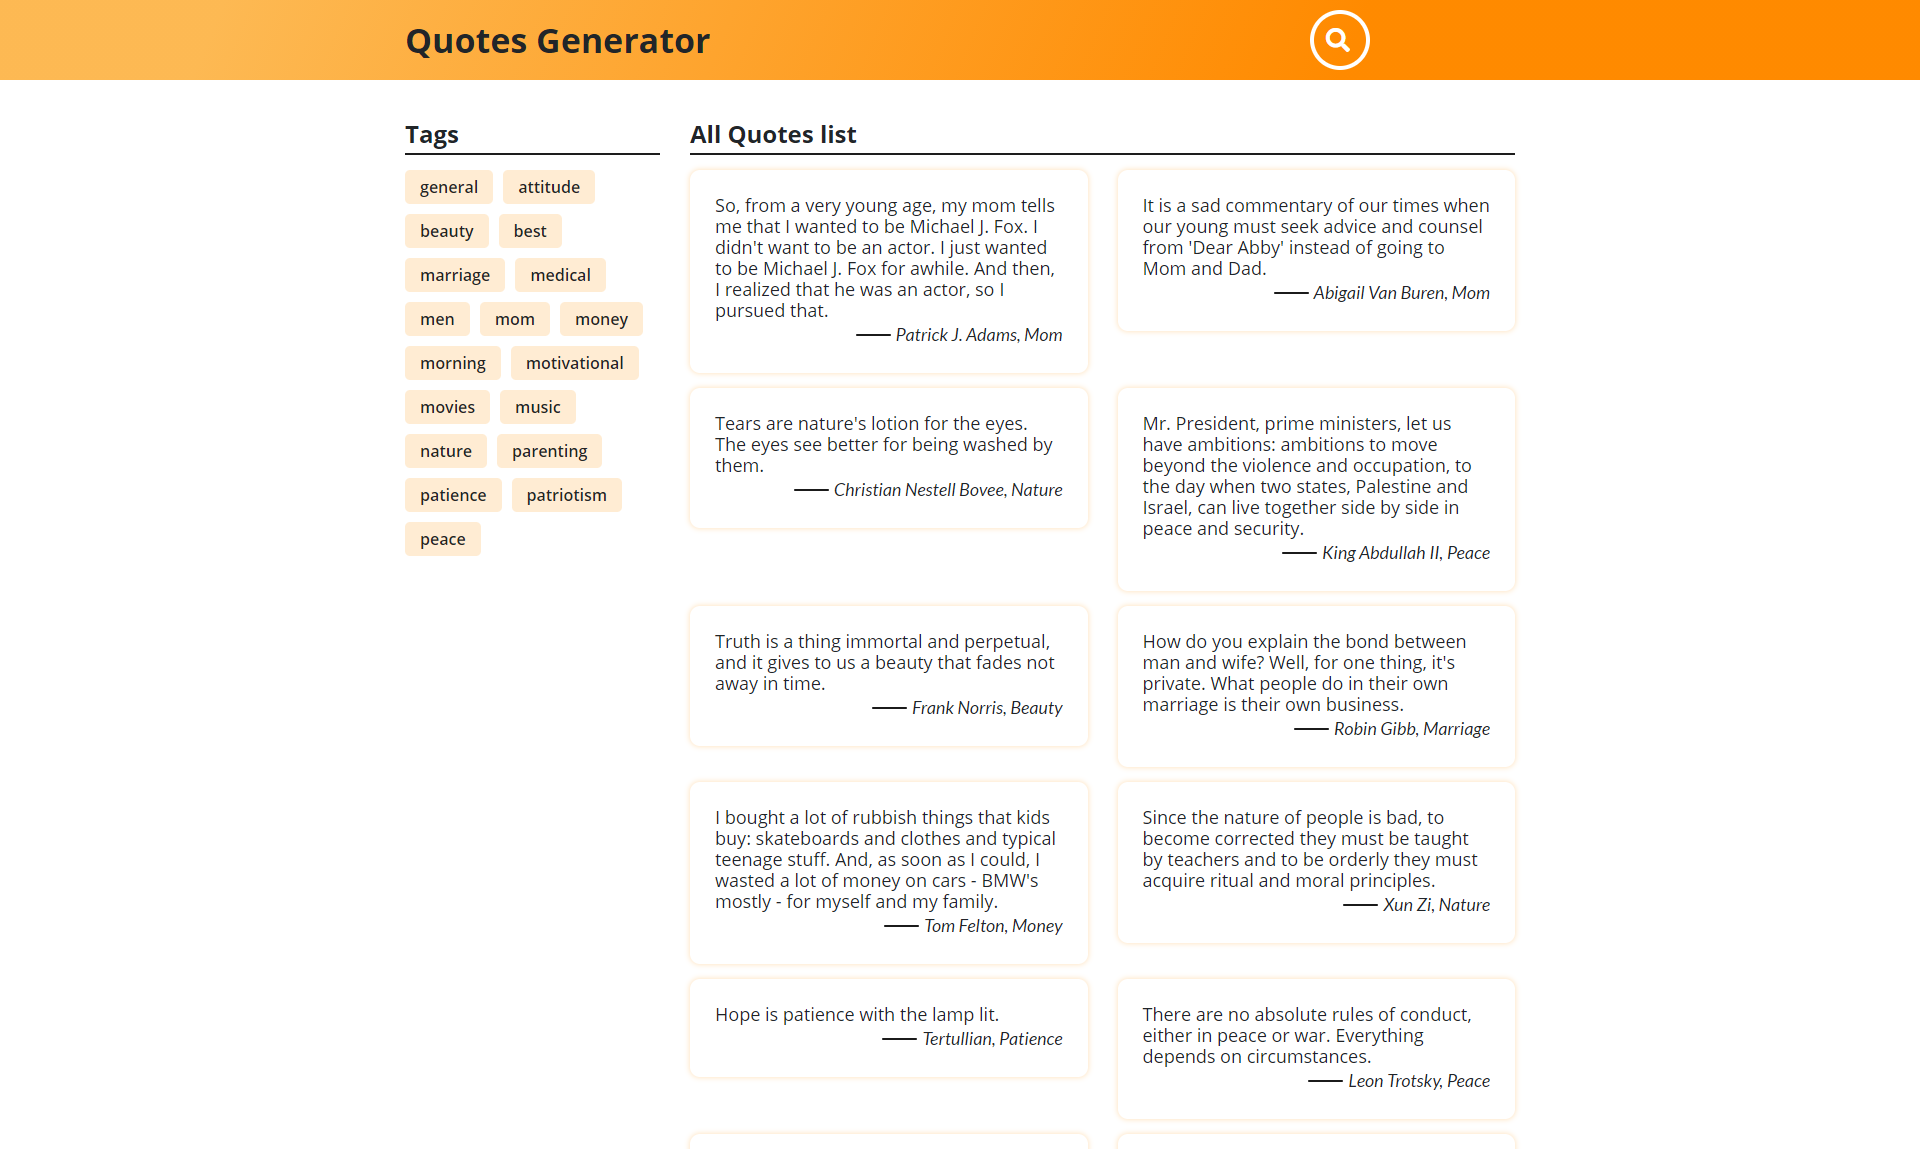 Quotes Generator
Tags
general
attitude
beauty
best
marriage
medical
men
mom
money
morning
motivational
movies
music
nature
parenting
patience
patriotism
peace
All Quotes list
So, from a very young age, my mom tells
me that I wanted to be Michael J. Fox. I
didn't want to be an actor. I just wanted
to be Michael J. Fox for awhile. And then,
I realized that he was an actor, so I
pursued that.
Patrick J. Adams, Mom
It is a sad commentary of our times when
our young must seek advice and counsel
from 'Dear Abby' instead of going to
Mom and Dad.
Abigail Van Buren, Mom
Tears are nature's lotion for the eyes.
The eyes see better for being washed by
them.
Christian Nestell Bovee, Nature
Mr. President, prime ministers, let us
have ambitions: ambitions to move
beyond the violence and occupation, to
the day when two states, Palestine and
Israel, can live together side by side in
peace and security.
King Abdullah II, Peace
Truth is a thing immortal and perpetual,
and it gives to us a beauty that fades not
away in time.
Frank Norris, Beauty
How do you explain the bond between
man and wife? Well, for one thing, it's
private. What people do in their own
marriage is their own business.
Robin Gibb, Marriage
I bought a lot of rubbish things that kids
buy: skateboards and clothes and typical
teenage stuff. And, as soon as I could, I
wasted a lot of money on cars - BMW's
mostly - for myself and my family.
Tom Felton, Money
Since the nature of people is bad, to
become corrected they must be taught
by teachers and to be orderly they must
acquire ritual and moral principles.
Xun Zi, Nature
Hope is patience with the lamp lit.
Tertullian, Patience
There are no absolute rules of conduct,
either in peace or war. Everything
depends on circumstances.
Leon Trotsky, Peace